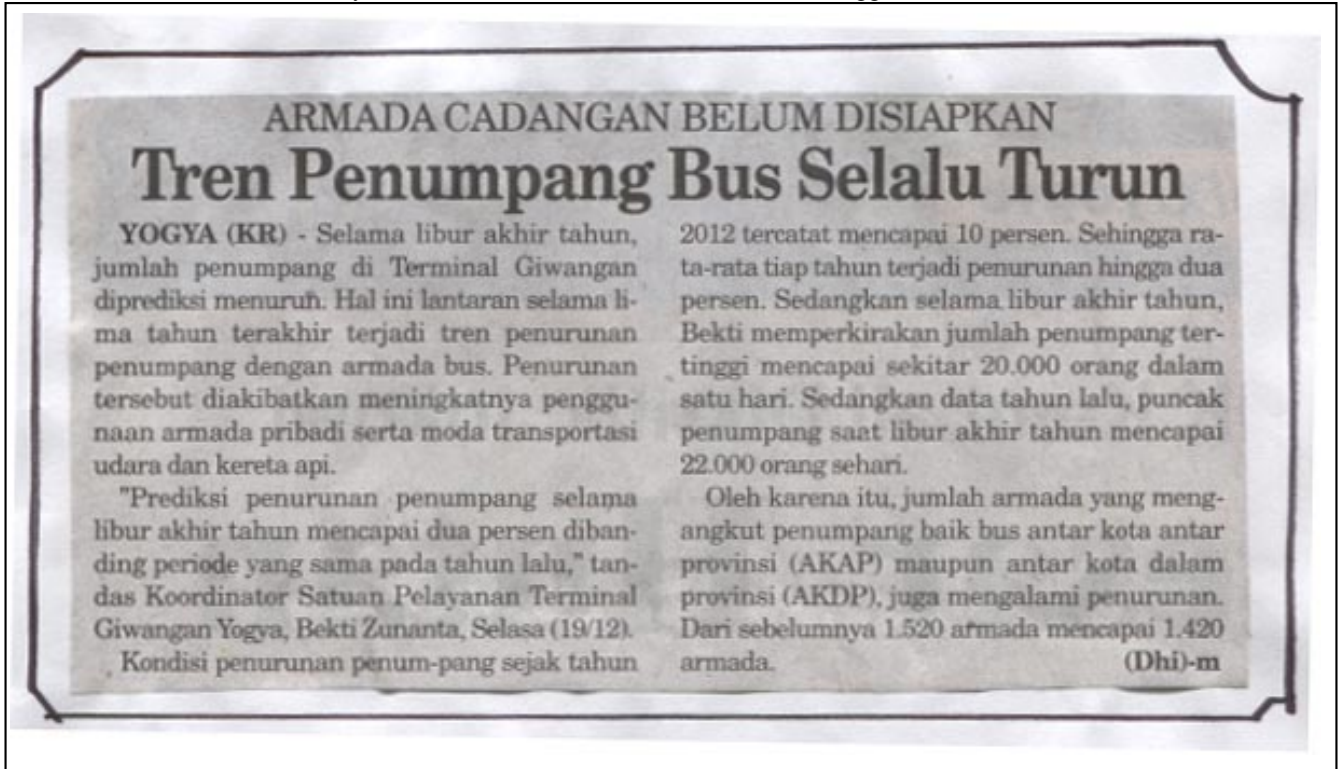 ARMADA CADANGAN BELUM DISIAPKAN
Tren Penumpang Bus Selalu Turun
YOGYA (KR) - Selama libur akhir tahun,
jumlah penumpang di Terminal Giwangan
diprediksi menurun. Hal ini lantaran selama li-
ma tahun terakhir terjadi tren penurunan
penumpang dengan armada bus. Penurunan
tersebut diakibatkan meningkatnya penggu-
naan armada pribadi serta moda transportasi
udara dan kereta api.
"Prediksi penurunan penumpang selama
libur akhir tahun mencapai dua persen diban-
ding periode yang sama pada tahun lalu," tan-
das Koordinator Satuan Pelayanan Terminal
Giwangan Yogya, Bekti Zunanta, Selasa (19/12).
Kondisi penurunan penum-pang sejak tahun
2012 tercatat mencapai 10 persen. Sehingga ra-
ta-rata tiap tahun terjadi penurunan hingga dua
persen. Sedangkan selama libur akhir tahun,
Bekti memperkirakan jumlah penumpang ter-
tinggi mencapai sekitar 20.000 orang dalam
satu hari. Sedangkan data tahun lalu, puncak
penumpang saat libur akhir tahun mencapai
22.000 orang sehari.
Oleh karena itu, jumlah armada yang meng-
angkut penumpang baik bus antar kota antar
provinsi (AKAP) maupun antar kota dalam
provinsi (AKDP), juga mengalami penurunan.
Dari sebelumnya 1.520 armada mencapai 1.420
armada. (Dhi)-m